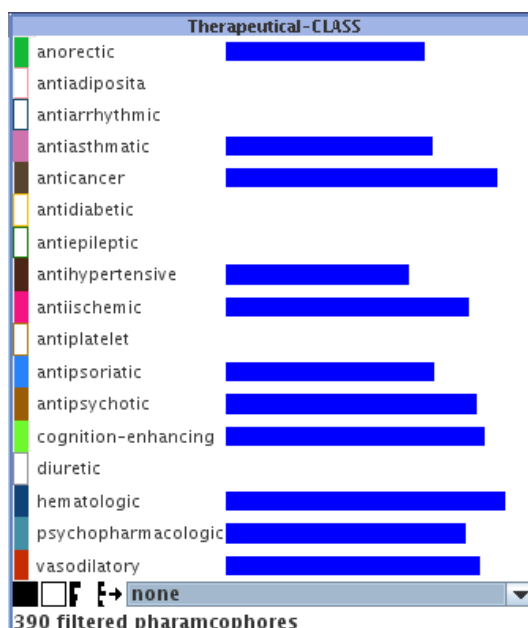 Therapeutical-CLASS
anorectic
antiadiposita
antiarrhythmic
antiasthmatic
anticancer
antidiabetic
antiepileptic
antihypertensive
antiischemic
antiplatelet
antipsoriatic
antipsychotic
cognition-enhancing
diuretic
hematologic
psychopharmacologic
vasodilatory
none
390 filtered pharamcophores